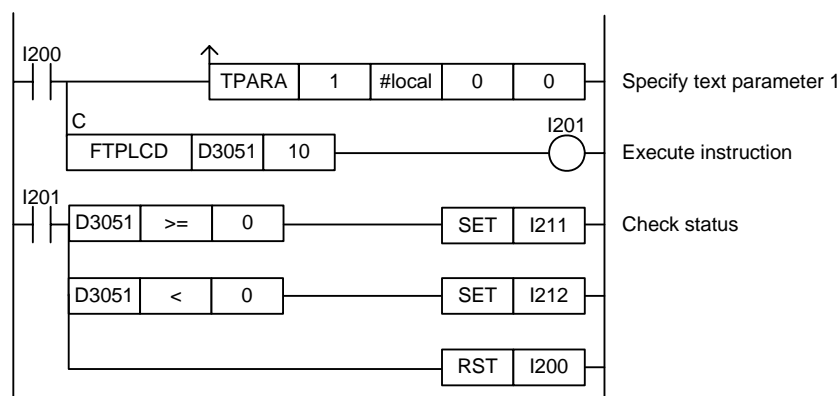 I200
TPARA 1 #local 0 0 Specify text parameter 1
C I201
FTPLCD D3051 10 Execute instruction
I201
D3051 >= 0 SET I211 Check status
D3051 < 0 SET I212
RST I200